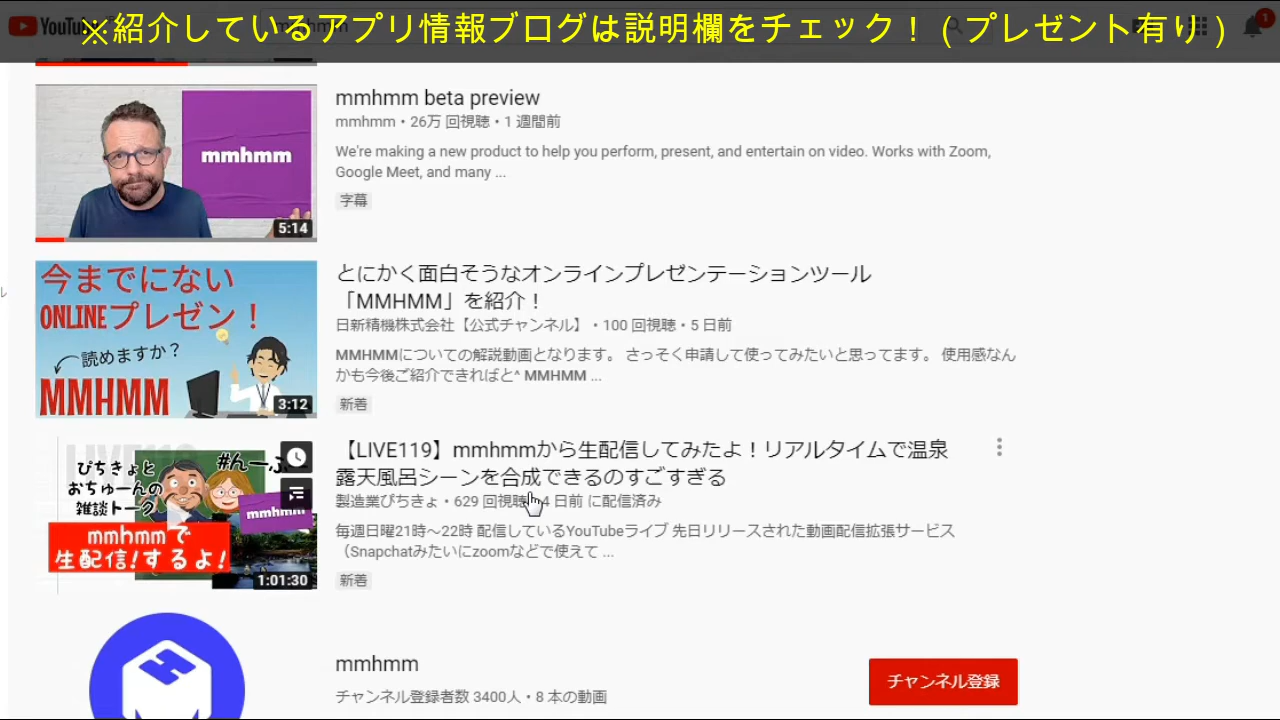 ※紹介しているアプリ情報ブログは説明欄をチェック！（プレゼント有り）
1
mmhmm
5:14
mmhmm beta preview
mmhmm・26万 回視聴・1 週間前
We're making a new product to help you perform, present, and entertain on video. Works with Zoom,
Google Meet, and many ...
字幕
今までにない
ONLINEプレゼン！
読めますか？
MMHMM
3:12
とにかく面白そうなオンラインプレゼンテーションツール
「MMHMM」を紹介！
日新精機株式会社【公式チャンネル】・100 回視聴・5 日前
MMHMMについての解説動画となります。 さっそく申請して使ってみたいと思ってます。 使用感なん
かも今後ご紹介できればと^ MMHMM ...
新着
LIVE119
ぴちきょと
おちゅーんの
雑談トーク
mmhmm
mmhmmで
生配信!するよ!
1:01:30
【LIVE119】mmhmmから生配信してみたよ！リアルタイムで温泉
露天風呂シーンを合成できるのすごすぎる
製造業ぴちきょ・629 回視聴・4 日前 に配信済み
毎週日曜21時〜22時 配信しているYouTubeライブ 先日リリースされた動画配信拡張サービス
（Snapchatみたいにzoomなどで使えて ...
新着
mmhmm
チャンネル登録者数 3400人・8 本の動画
チャンネル登録